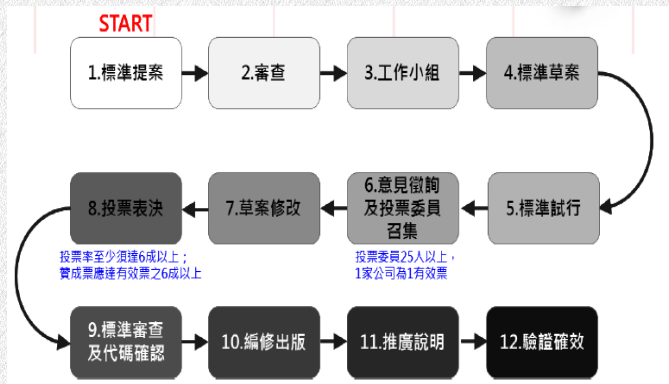 START
1.標準提案
2.審查
3.工作小組
4.標準草案
5.標準試行
6.意見徵詢
及投票委員
召集
投票委員25人以上，
1家公司為1有效票
7.草案修改
8.投票表決
投票率至少須達6成以上；
贊成票應達有效票之6成以上
9.標準審查
及代碼確認
10.編修出版
11.推廣說明
12.驗證確效